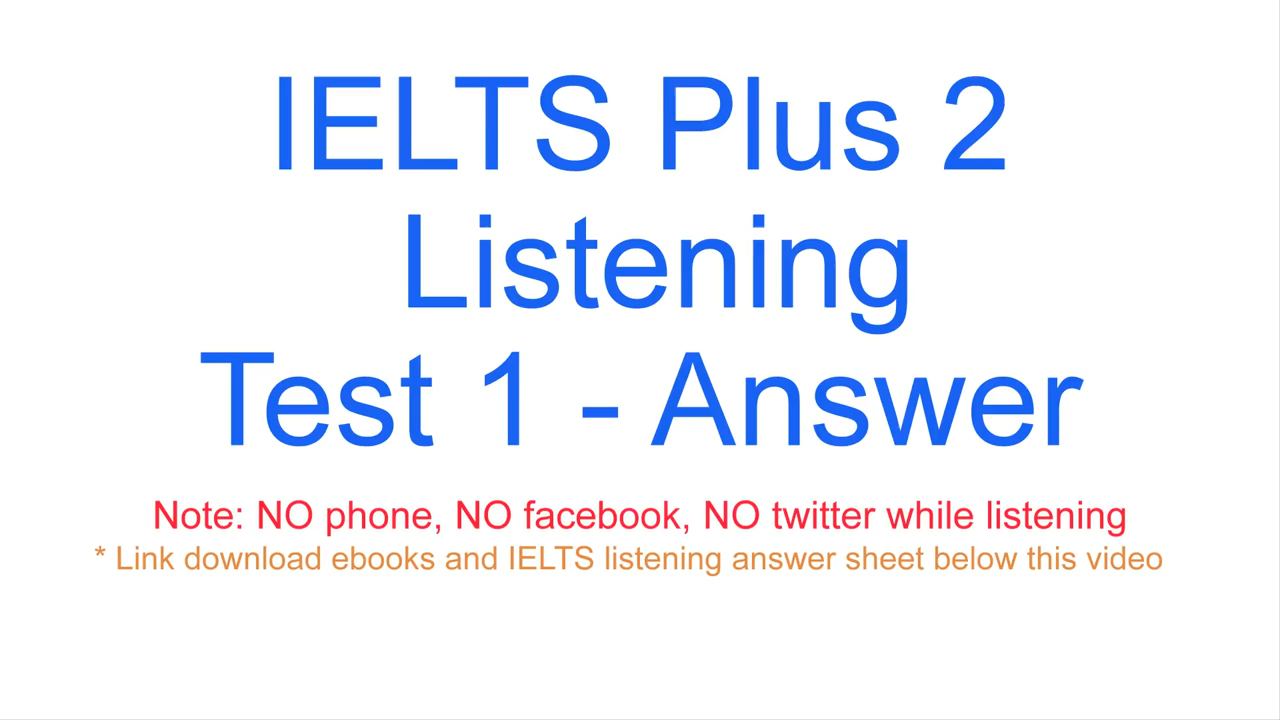 IELTS Plus 2
Listening
Test 1 - Answer
Note: NO phone, NO facebook, NO twitter while listening
* Link download ebooks and IELTS listening answer sheet below this video